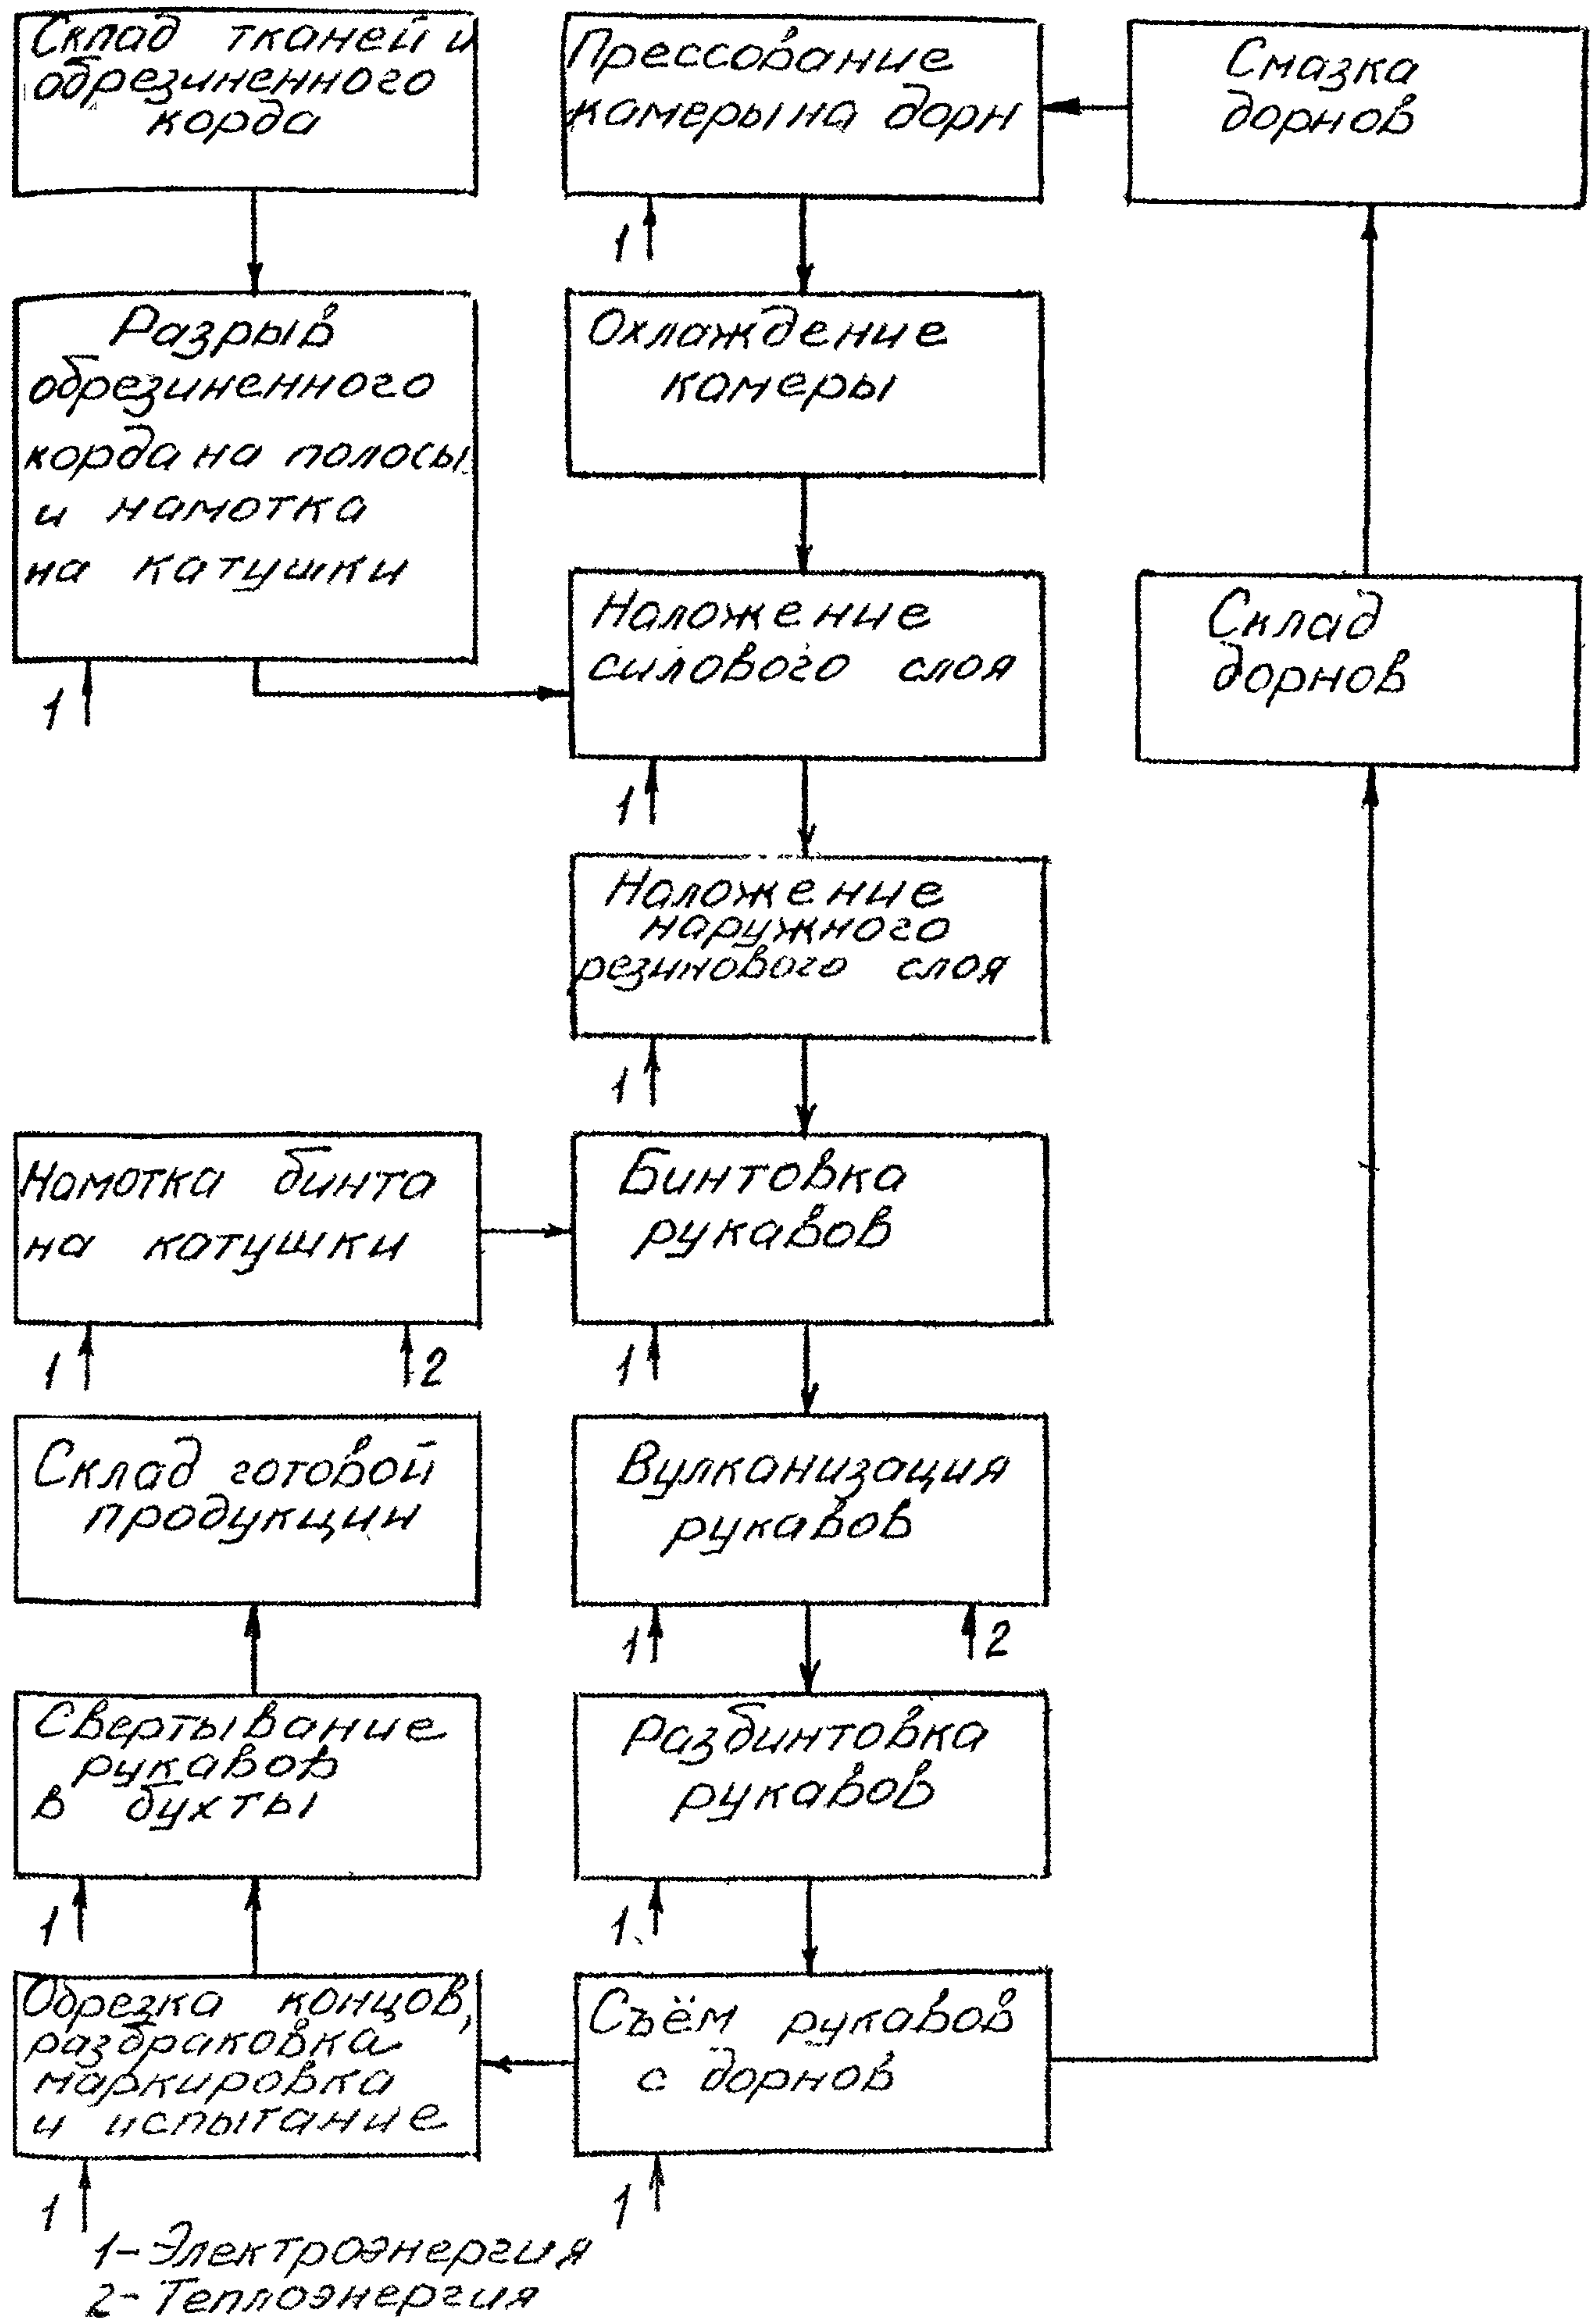 Склад тканей и
обрезиненного
корда
Прессование
камеры на дорн
Смазка
дорнов
1
Разрыв
обрезиненного
корда на полосы
и намотка
на катушки
Охлаждение
камеры
1
Наложение
силового слоя
Склад
дорнов
1
Наложение
наружного
резинового слоя
1
Намотка бинта
на катушки
Бинтовка
рукавов
1
2
1
Склад готовой
продукции
Вулканизация
рукавов
1
2
Свертывание
рукавов
в бухты
Разбинтовка
рукавов
1
1
Обрезка концов,
разбраковка
маркировка
и испытание
Съём рукавов
с дорнов
1
1
1-Электроэнергия
2-Теплоэнергия